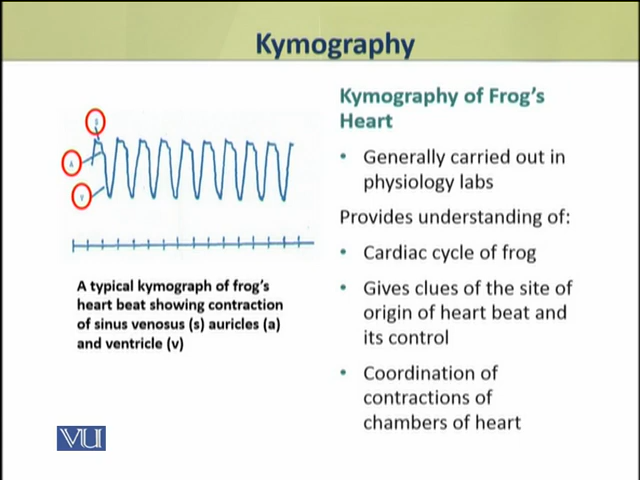 Kymography
S
A
V
A typical kymograph of frog's
heart beat showing contraction
of sinus venosus (s) auricles (a)
and ventricle (v)
Kymography of Frog's
Heart
• Generally carried out in
physiology labs
Provides understanding of:
• Cardiac cycle of frog
• Gives clues of the site of
origin of heart beat and
its control
• Coordination of
contractions of
chambers of heart
VU